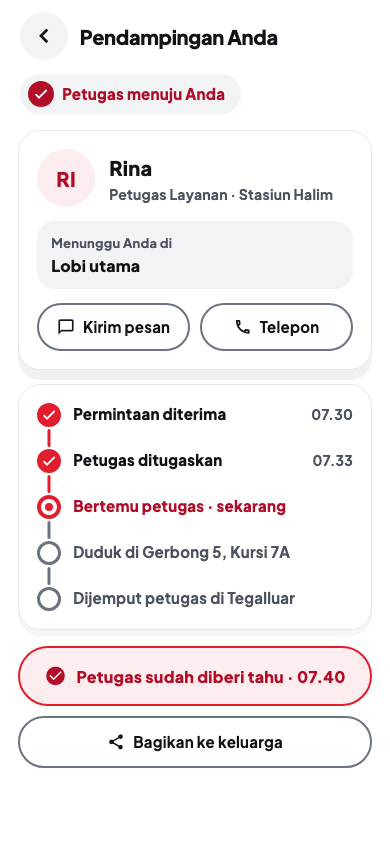 Pendampingan Anda
Petugas menuju Anda
RI
Rina
Petugas Layanan · Stasiun Halim
Menunggu Anda di
Lobi utama
Kirim pesan
Telepon
Permintaan diterima 07.30
Petugas ditugaskan 07.33
Bertemu petugas · sekarang
Duduk di Gerbong 5, Kursi 7A
Dijemput petugas di Tegalluar
Petugas sudah diberi tahu · 07.40
Bagikan ke keluarga